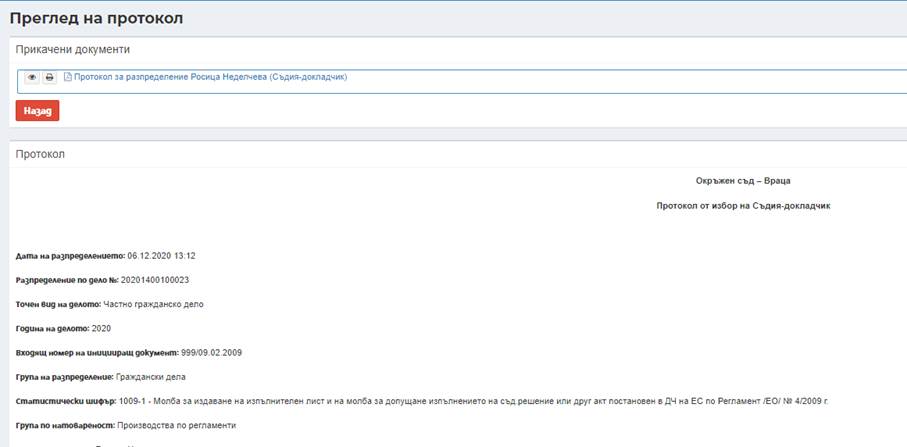 Преглед на протокол
Прикачени документи
Протокол за разпределение Росица Неделчева (Съдия-докладчик)
Назад
Протокол
Окръжен съд – Враца
Протокол от избор на Съдия-докладчик
Дата на разпределението: 06.12.2020 13:12
Разпределение по дело №: 20201400100023
Точен вид на делото: Частно гражданско дело
Година на делото: 2020
Входящ номер на иницииращ документ: 999/09.02.2009
Група на разпределение: Граждански дела
Статистически шифър: 1009-1 - Молба за издаване на изпълнителен лист и на молба за допущане изпълнението на съд.решение или друг акт постановен в ДЧ на ЕС по Регламент /ЕО/ № 4/2009 г.
Група по натовареност: Производства по регламенти